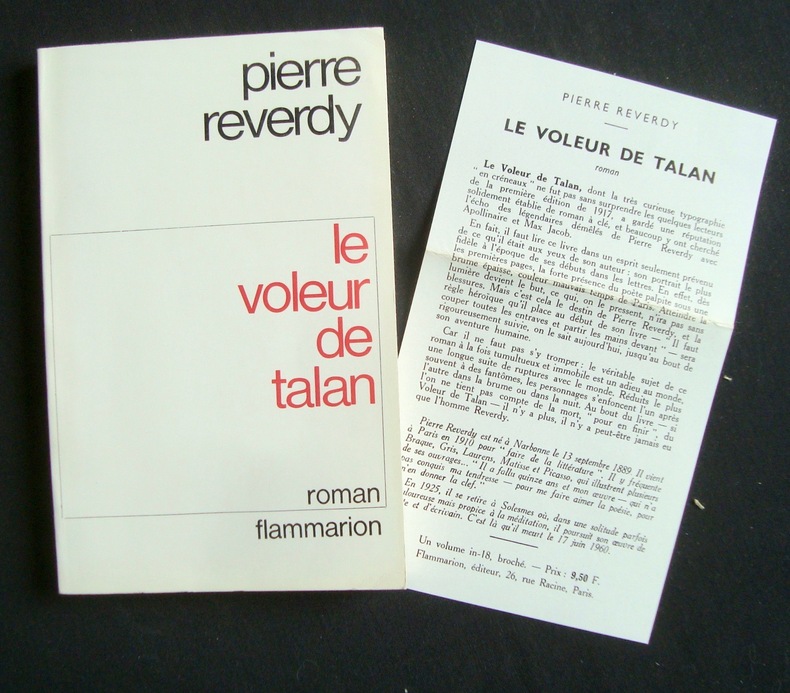 pierre
reverdy
le
voleur
de
talan
roman
flammarion
PIERRE REVERDY
LE VOLEUR DE TALAN
roman
Le Voleur de Talan, dont la très curieuse typographie
" en créneaux " ne fut pas sans surprendre les quelques lecteurs
de la première édition de 1917, a gardé une réputation
solidement établie de roman à clé, et beaucoup y ont cherché
l'écho des légendaires démêlés de Pierre Reverdy avec
Apollinaire et Max Jacob.
En fait, il faut lire ce livre dans un esprit seulement prévenu
de ce qu'il était aux yeux de son auteur : son portrait le plus
fidèle à l'époque de ses débuts dans les lettres. En effet, dès
les premières pages, la forte présence du poète palpite sous une
brume épaisse, couleur mauvais temps de Paris. Atteindre la
lumière devient le but, ce qui, on le pressent, n'ira pas sans
blessures. Mais c'est cela le destin de Pierre Reverdy, et la
règle héroïque qu'il place au début de son livre — " Il faut
couper toutes les entraves et partir les mains devant " — sera
rigoureusement suivie, on le sait aujourd'hui, jusqu'au bout de
son aventure humaine.
Car il ne faut pas s'y tromper : le véritable sujet de ce
roman à la fois tumultueux et immobile est un adieu au monde,
une longue suite de ruptures avec le monde. Réduits le plus
souvent à des fantômes, les personnages s'enfoncent l'un après
l'autre dans la brume ou dans la nuit. Au bout du livre — si
l'on ne tient pas compte de la mort, " pour en finir ", du
Voleur de Talan — il n'y a plus, il n'y a peut-être jamais eu
que l'homme Reverdy.
Pierre Reverdy est né à Narbonne le 13 septembre 1889. Il vient
à Paris en 1910 pour " faire de la littérature ". Il y fréquente
Braque, Gris, Laurens, Matisse et Picasso, qui illustrent plusieurs
de ses ouvrages... " Il a fallu quinze ans et mon œuvre — qui n'a
pas conquis ma tendresse — pour me faire aimer la poésie, pour
m'en donner la clef. "
En 1925, il se retire à Solesmes où, dans une solitude parfois
douloureuse mais propice à la méditation, il poursuit son œuvre de
et d'écrivain. C'est là qu'il meurt le 17 juin 1960.
Un volume in-18, broché. — Prix : 9,50 F.
Flammarion, éditeur, 26, rue Racine, Paris.